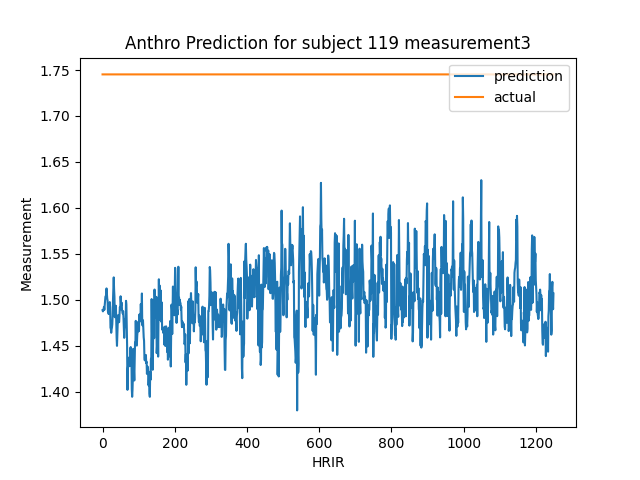 Anthro Prediction for subject 119 measurement3
prediction
actual
1.75
1.70
1.65
1.60
1.55
1.50
1.45
1.40
Measurement
0 200 400 600 800 1000 1200
HRIR